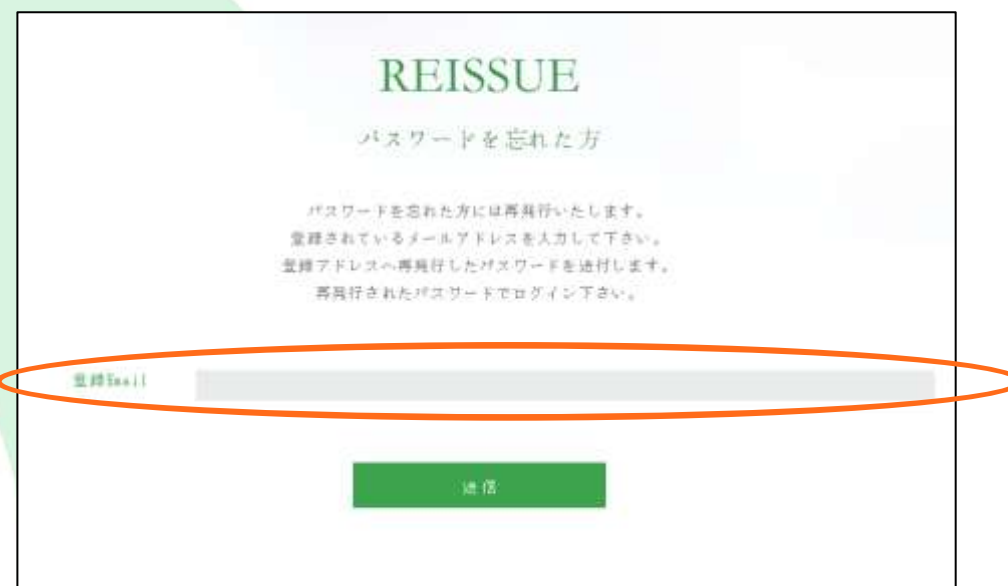 REISSUE
パスワードを忘れた方
パスワードを忘れた方には再発行いたします。
登録されているメールアドレスを入力して下さい。
登録アドレスへ再発行したパスワードを送付します。
再発行されたパスワードでログイン下さい。
登録Email
送信